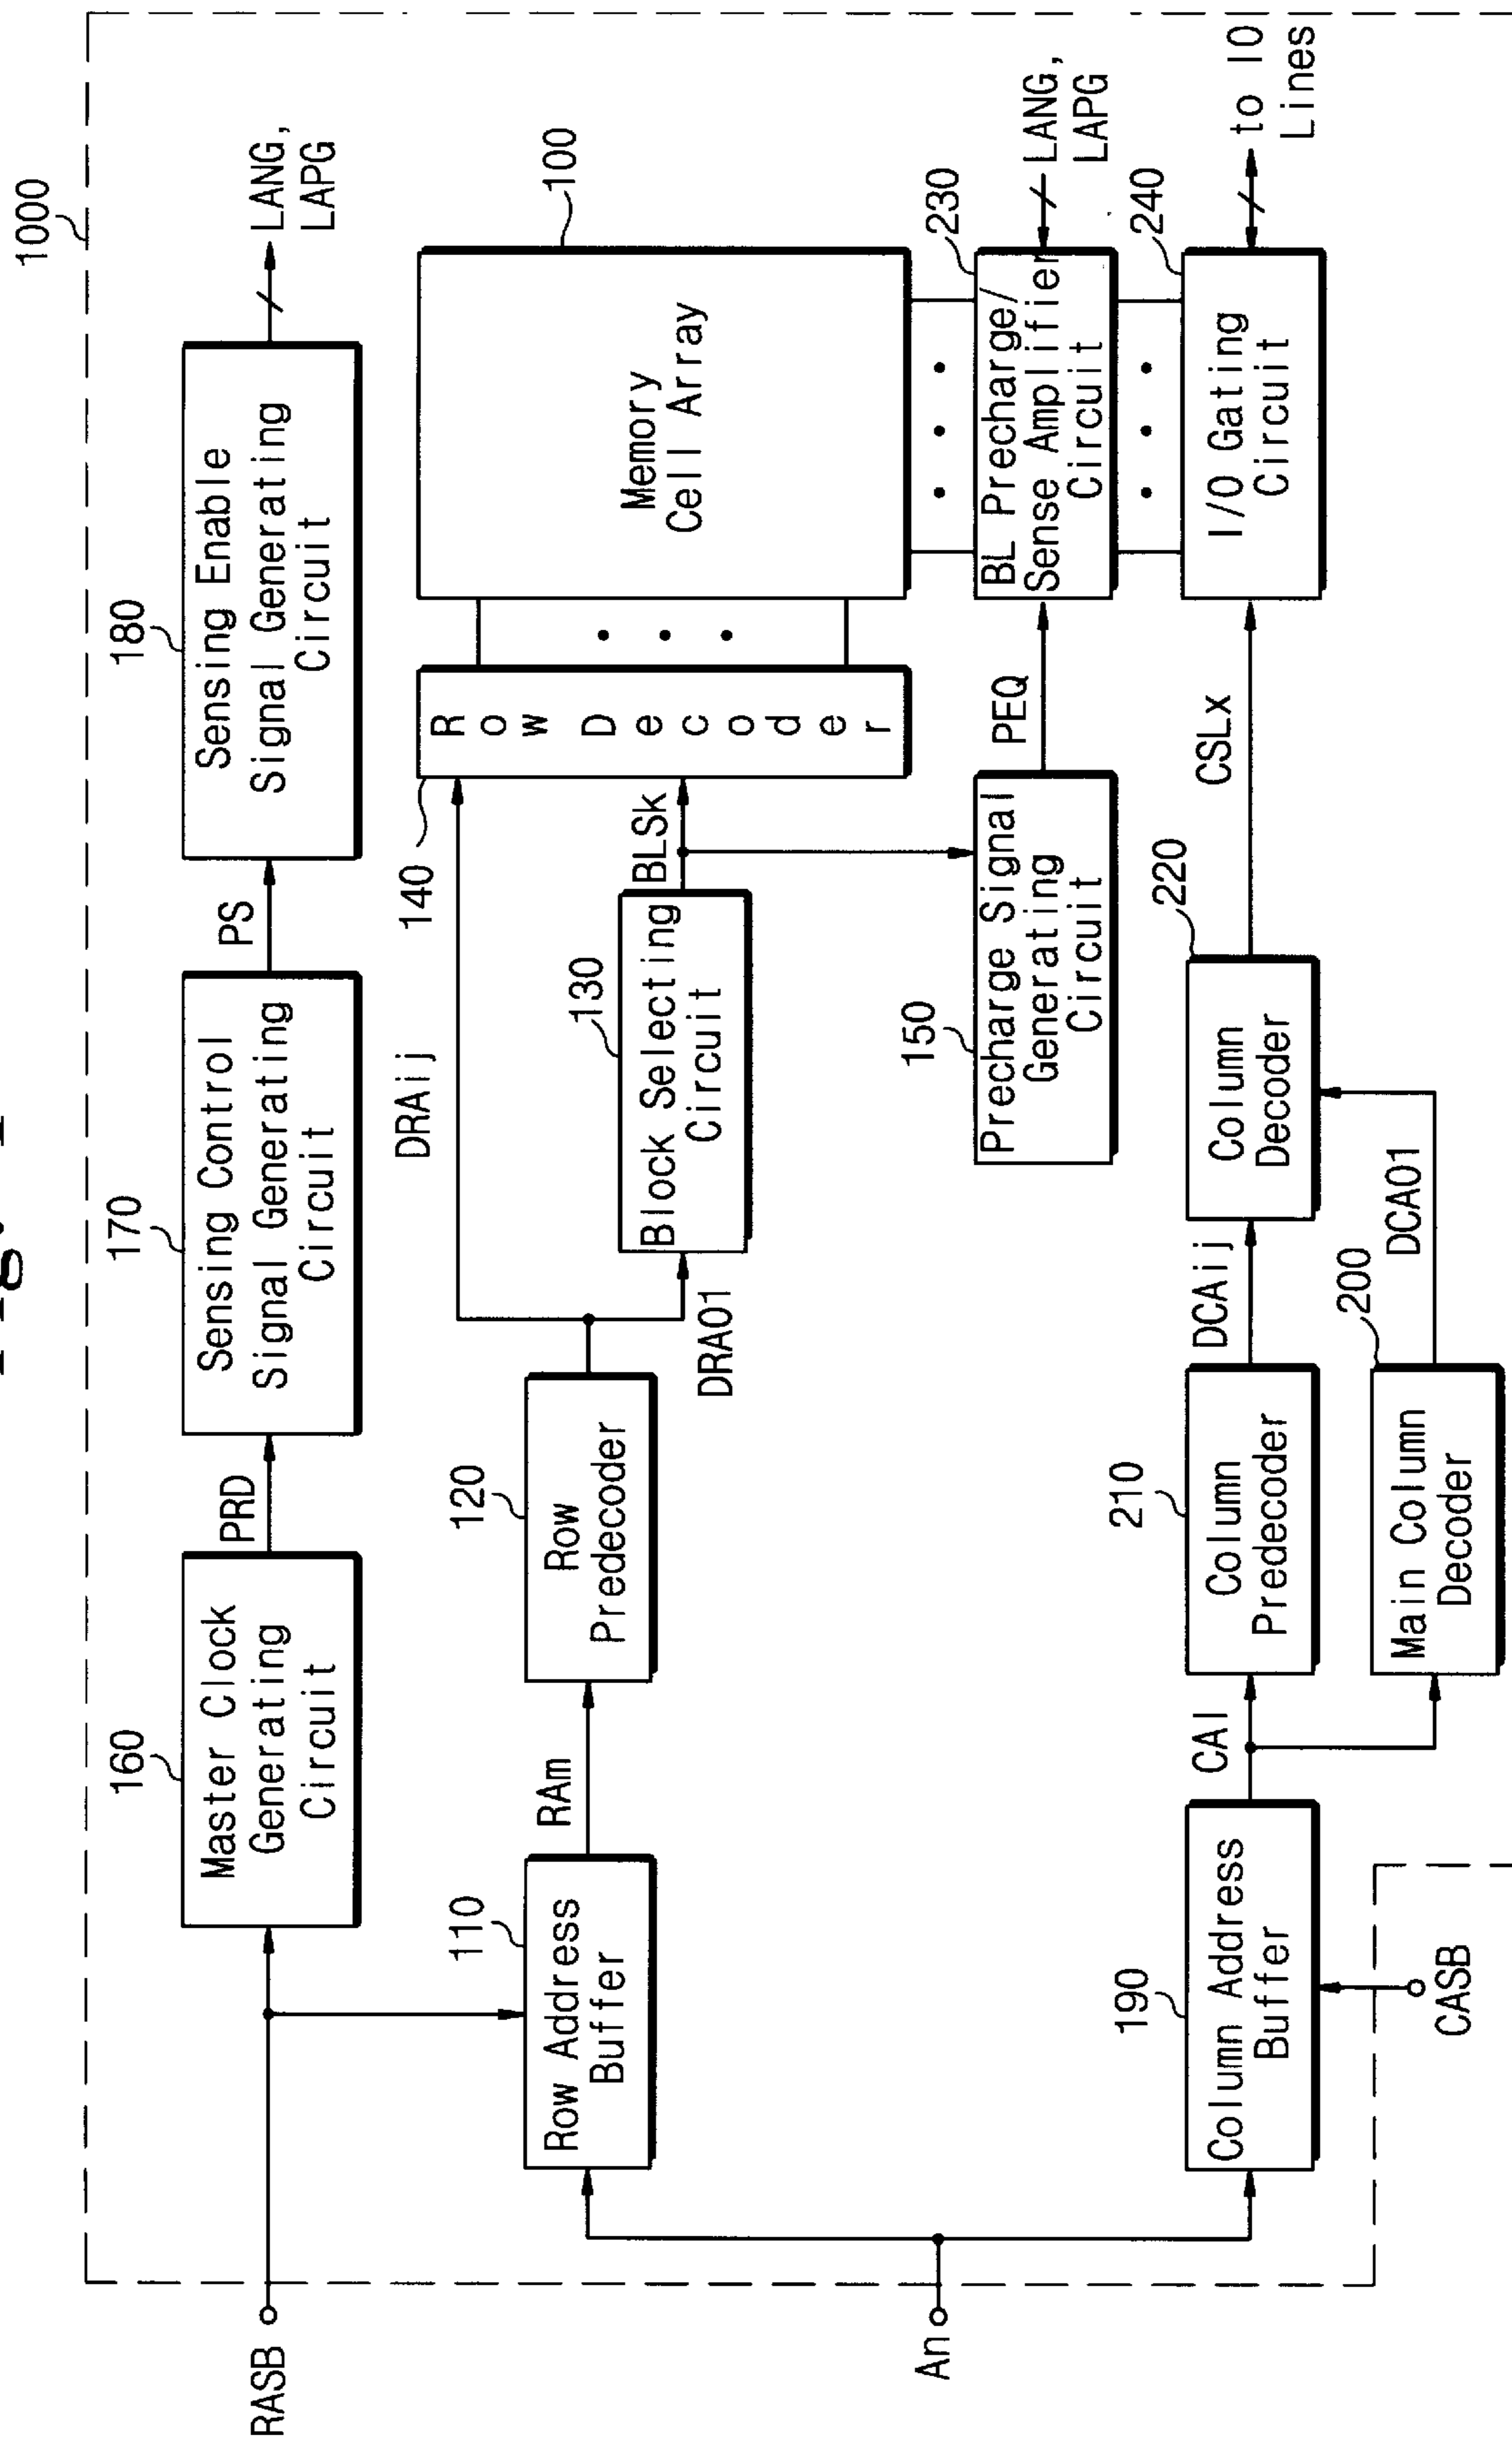 1000
160
Master Clock
Generating
Circuit
PRD
170
Sensing Control
Signal Generating
Circuit
PS
180
Sensing Enable
Signal Generating
Circuit
LANG,
LAPG
RASB
110
Row Address
Buffer
RAm
120
Row
Predecoder
DRAij
DRA01
130
Block Selecting
Circuit
BLSk
140
Row Decoder
100
Memory
Cell Array
150
Precharge Signal
Generating
Circuit
PEQ
230
BL Precharge/
Sense Amplifier
Circuit
LANG,
LAPG
An
190
Column Address
Buffer
CASB
CAl
210
Column
Predecoder
DCAij
200
Main Column
Decoder
DCA01
220
Column
Decoder
CSLx
240
I/O Gating
Circuit
to IO
Lines